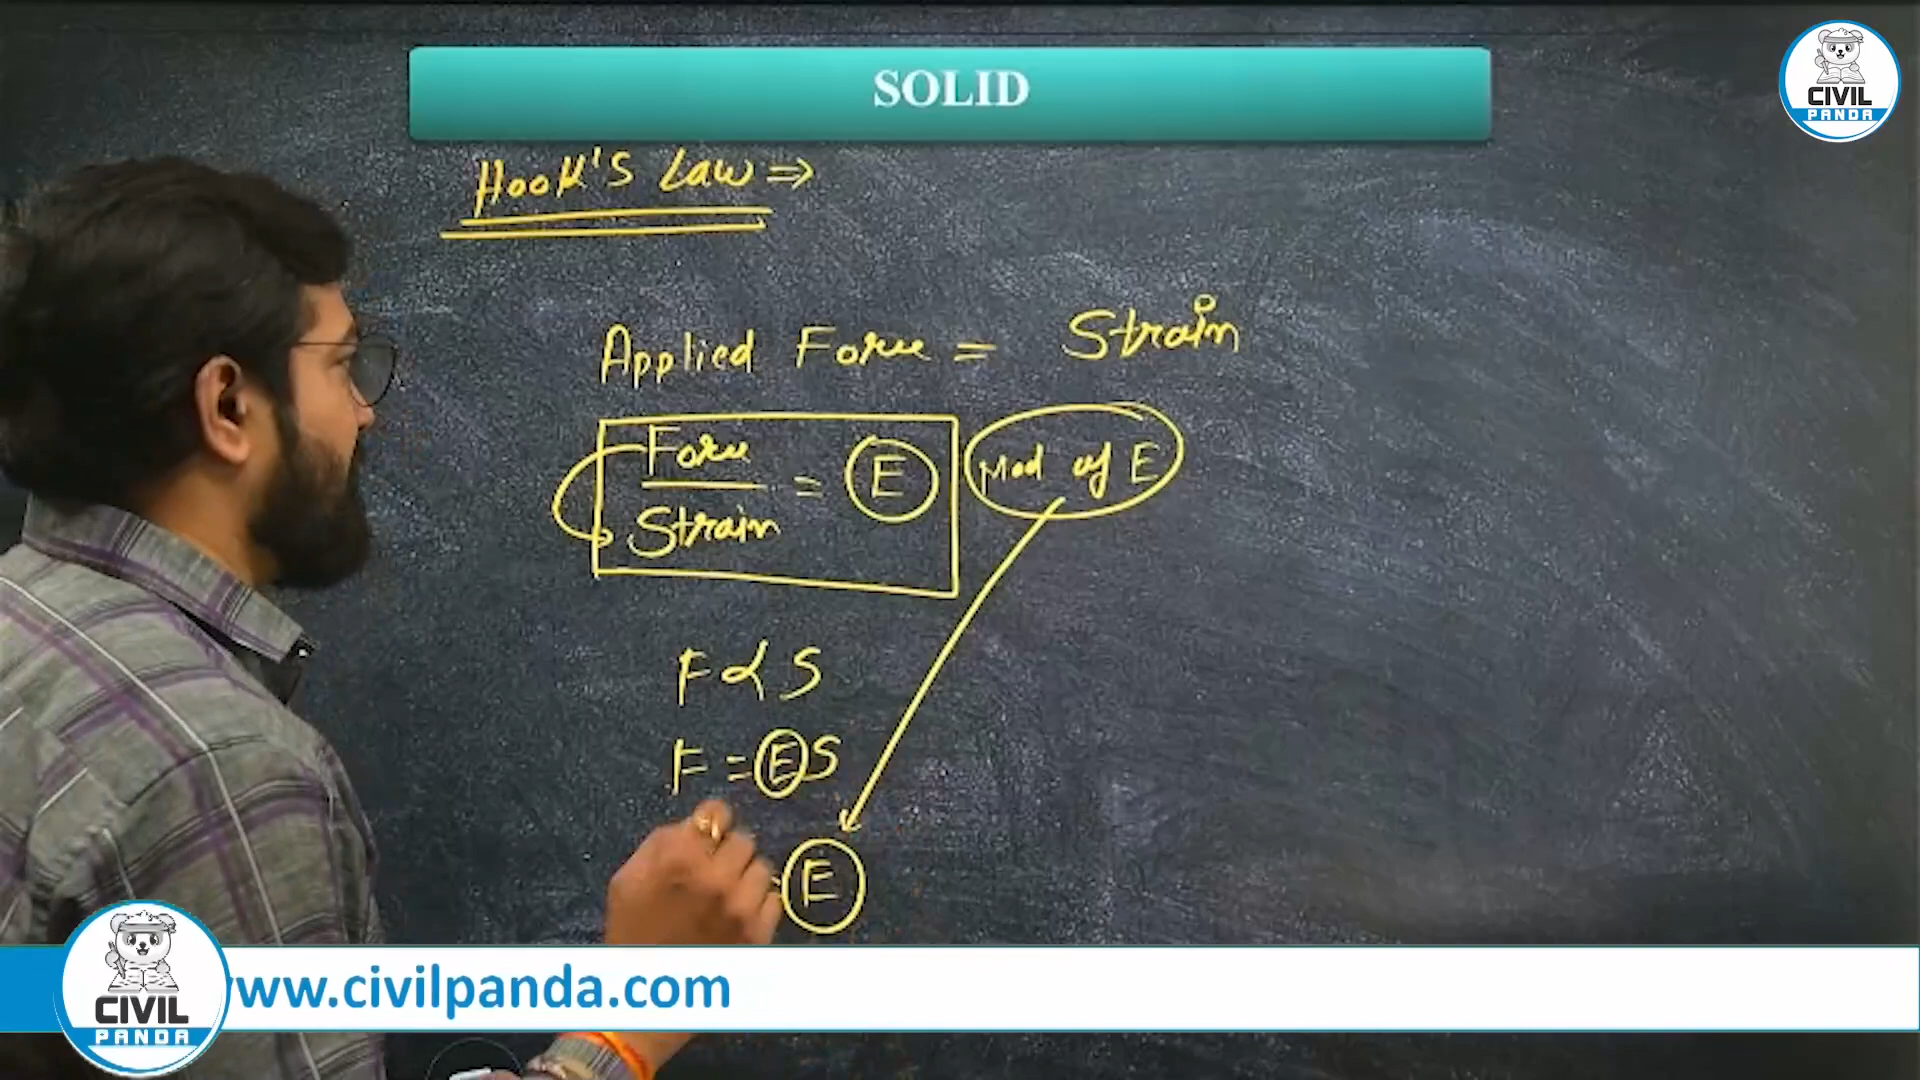 SOLID
CIVIL
PANDA
Hook's Law ⇒
Applied Force = Strain
Force
Strain
= E
Mod of E
F ∝ S
F = E S
= E
CIVIL
PANDA
www.civilpanda.com